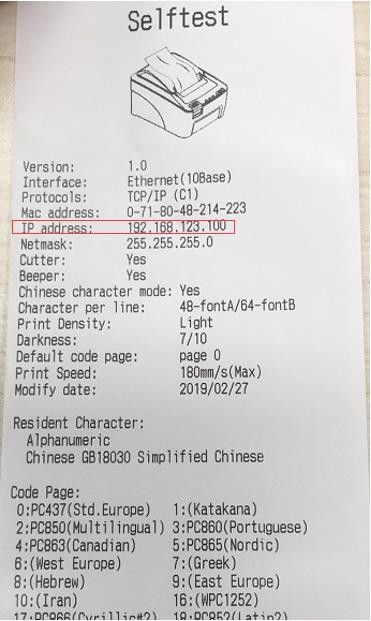 Selftest
Version: 1.0
Interface: Ethernet(10Base)
Protocols: TCP/IP (C1)
Mac address: 0-71-80-48-214-223
IP address: 192.168.123.100
Netmask: 255.255.255.0
Cutter: Yes
Beeper: Yes
Chinese character mode: Yes
Character per line: 48-fontA/64-fontB
Print Density: Light
Darkness: 7/10
Default code page: page 0
Print Speed: 180mm/s(Max)
Modify date: 2019/02/27
Resident Character:
Alphanumeric
Chinese GB18030 Simplified Chinese
Code Page:
0:PC437(Std.Europe) 1:(Katakana)
2:PC850(Multilingual) 3:PC860(Portuguese)
4:PC863(Canadian) 5:PC865(Nordic)
6:(West Europe) 7:(Greek)
8:(Hebrew) 9:(East Europe)
10:(Iran) 16:(WPC1252)
17:PC866(Cyrillic#2) 18:PC852(Latin2)